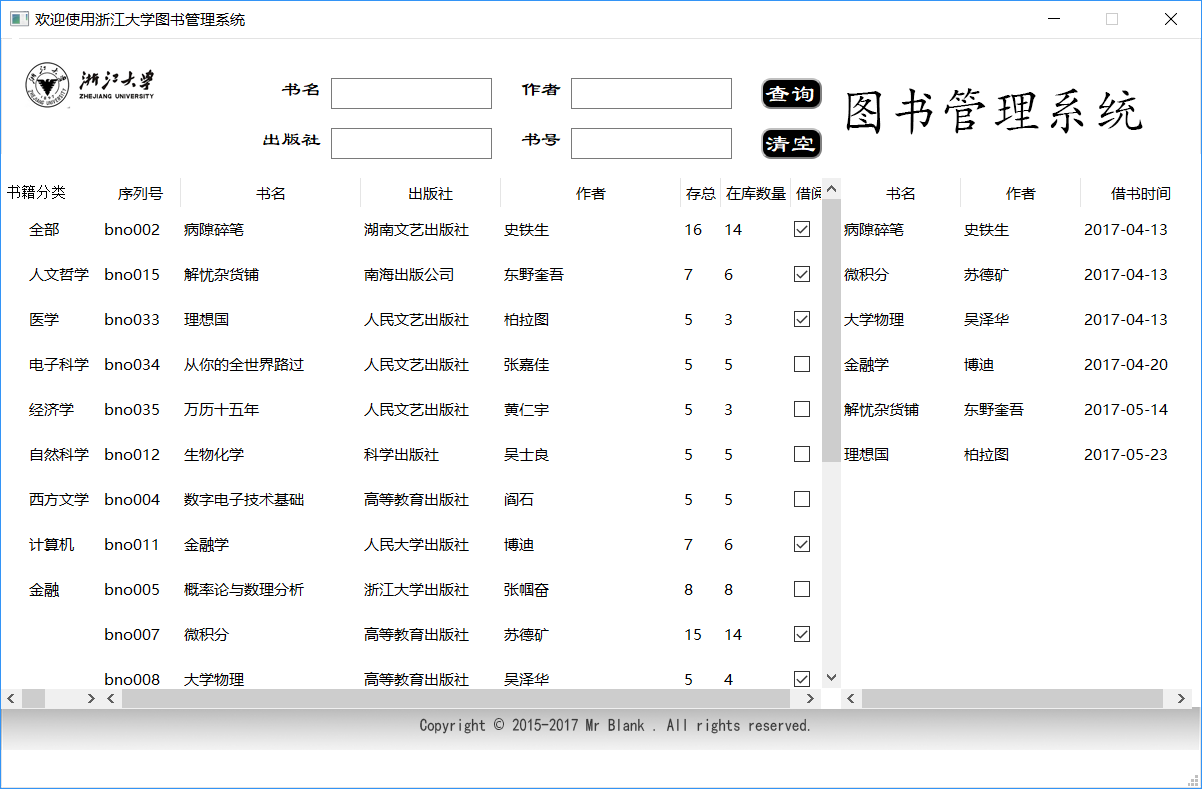 欢迎使用浙江大学图书管理系统
浙江大学
ZHEJIANG UNIVERSITY
书名 作者 查询
出版社 书号 清空
图书管理系统
书籍分类
全部
人文哲学
医学
电子科学
经济学
自然科学
西方文学
计算机
金融
序列号 书名 出版社 作者 存总 在库数量 借阅
bno002 病隙碎笔 湖南文艺出版社 史铁生 16 14
bno015 解忧杂货铺 南海出版公司 东野奎吾 7 6
bno033 理想国 人民文艺出版社 柏拉图 5 3
bno034 从你的全世界路过 人民文艺出版社 张嘉佳 5 5
bno035 万历十五年 人民文艺出版社 黄仁宇 5 3
bno012 生物化学 科学出版社 吴士良 5 5
bno004 数字电子技术基础 高等教育出版社 阎石 5 5
bno011 金融学 人民大学出版社 博迪 7 6
bno005 概率论与数理分析 浙江大学出版社 张帼奋 8 8
bno007 微积分 高等教育出版社 苏德矿 15 14
bno008 大学物理 高等教育出版社 吴泽华 5 4
书名 作者 借书时间
病隙碎笔 史铁生 2017-04-13
微积分 苏德矿 2017-04-13
大学物理 吴泽华 2017-04-13
金融学 博迪 2017-04-20
解忧杂货铺 东野奎吾 2017-05-14
理想国 柏拉图 2017-05-23
Copyright © 2015-2017 Mr Blank . All rights reserved.